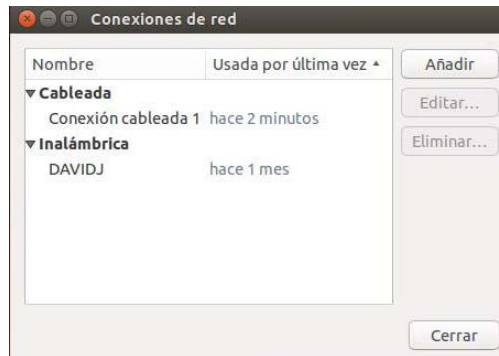 Conexiones de red
Nombre Usada por última vez Añadir
Cableada
Editar...
Conexión cableada 1 hace 2 minutos
Inalámbrica Eliminar...
DAVIDJ hace 1 mes
Cerrar